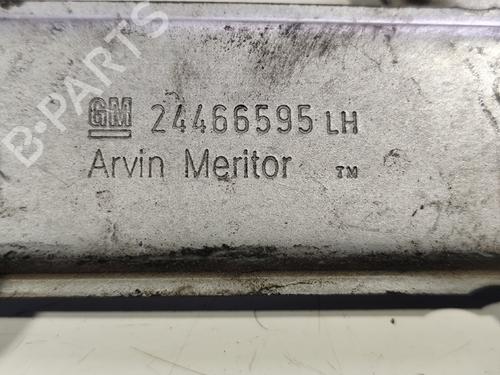 B-PARTS
GM 24466595 LH
Arvin Meritor TM